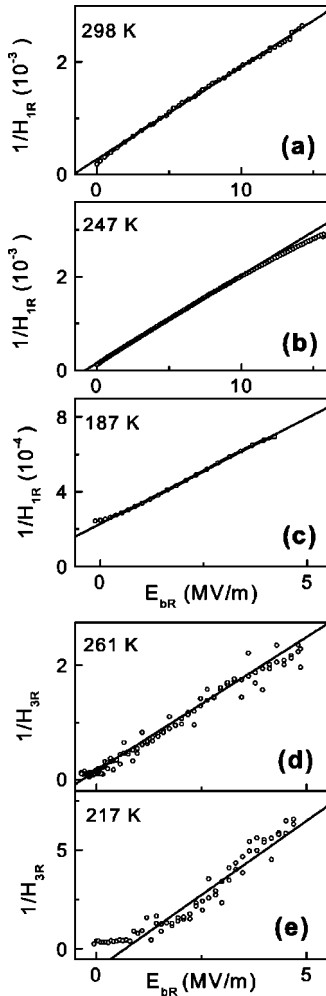 298 K
1/H1R (10-3)
2
0
0
10
(a)
247 K
1/H1R (10-3)
2
0
0
10
(b)
187 K
1/H1R (10-4)
8
6
4
2
0
5
(c)
EbR (MV/m)
261 K
1/H3R
2
0
(d)
217 K
1/H3R
5
0
0
5
(e)
EbR (MV/m)